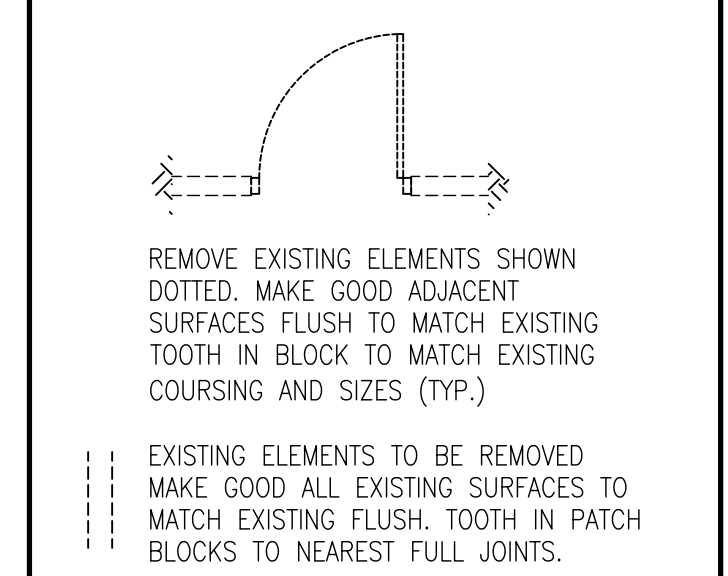 REMOVE EXISTING ELEMENTS SHOWN
DOTTED. MAKE GOOD ADJACENT
SURFACES FLUSH TO MATCH EXISTING
TOOTH IN BLOCK TO MATCH EXISTING
COURSING AND SIZES (TYP.)
EXISTING ELEMENTS TO BE REMOVED
MAKE GOOD ALL EXISTING SURFACES TO
MATCH EXISTING FLUSH. TOOTH IN PATCH
BLOCKS TO NEAREST FULL JOINTS.